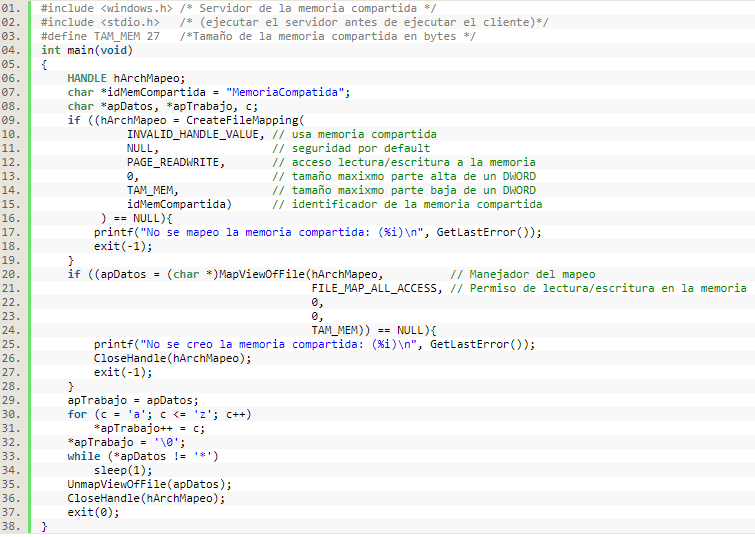 01. #include <windows.h> /* Servidor de la memoria compartida */
02. #include <stdio.h>   /* (ejecutar el servidor antes de ejecutar el cliente)*/
03. #define TAM_MEM 27   /*Tamaño de la memoria compartida en bytes */
04. int main(void)
05. {
06.     HANDLE hArchMapeo;
07.     char *idMemCompartida = "MemoriaCompatida";
08.     char *apDatos, *apTrabajo, c;
09.     if ((hArchMapeo = CreateFileMapping(
10.              INVALID_HANDLE_VALUE, // usa memoria compartida
11.              NULL,                 // seguridad por default
12.              PAGE_READWRITE,       // acceso lectura/escritura a la memoria
13.              0,                    // tamaño maxixmo parte alta de un DWORD
14.              TAM_MEM,              // tamaño maxixmo parte baja de un DWORD
15.              idMemCompartida)      // identificador de la memoria compartida
16.          ) == NULL){
17.         printf("No se mapeo la memoria compartida: (%i)\n", GetLastError());
18.         exit(-1);
19.     }
20.     if ((apDatos = (char *)MapViewOfFile(hArchMapeo,          // Manejador del mapeo
21.                                          FILE_MAP_ALL_ACCESS, // Permiso de lectura/escritura en la memoria
22.                                          0,
23.                                          0,
24.                                          TAM_MEM)) == NULL){
25.         printf("No se creo la memoria compartida: (%i)\n", GetLastError());
26.         CloseHandle(hArchMapeo);
27.         exit(-1);
28.     }
29.     apTrabajo = apDatos;
30.     for (c = 'a'; c <= 'z'; c++)
31.         *apTrabajo++ = c;
32.     *apTrabajo = '\0';
33.     while (*apDatos != '*')
34.         sleep(1);
35.     UnmapViewOfFile(apDatos);
36.     CloseHandle(hArchMapeo);
37.     exit(0);
38. }